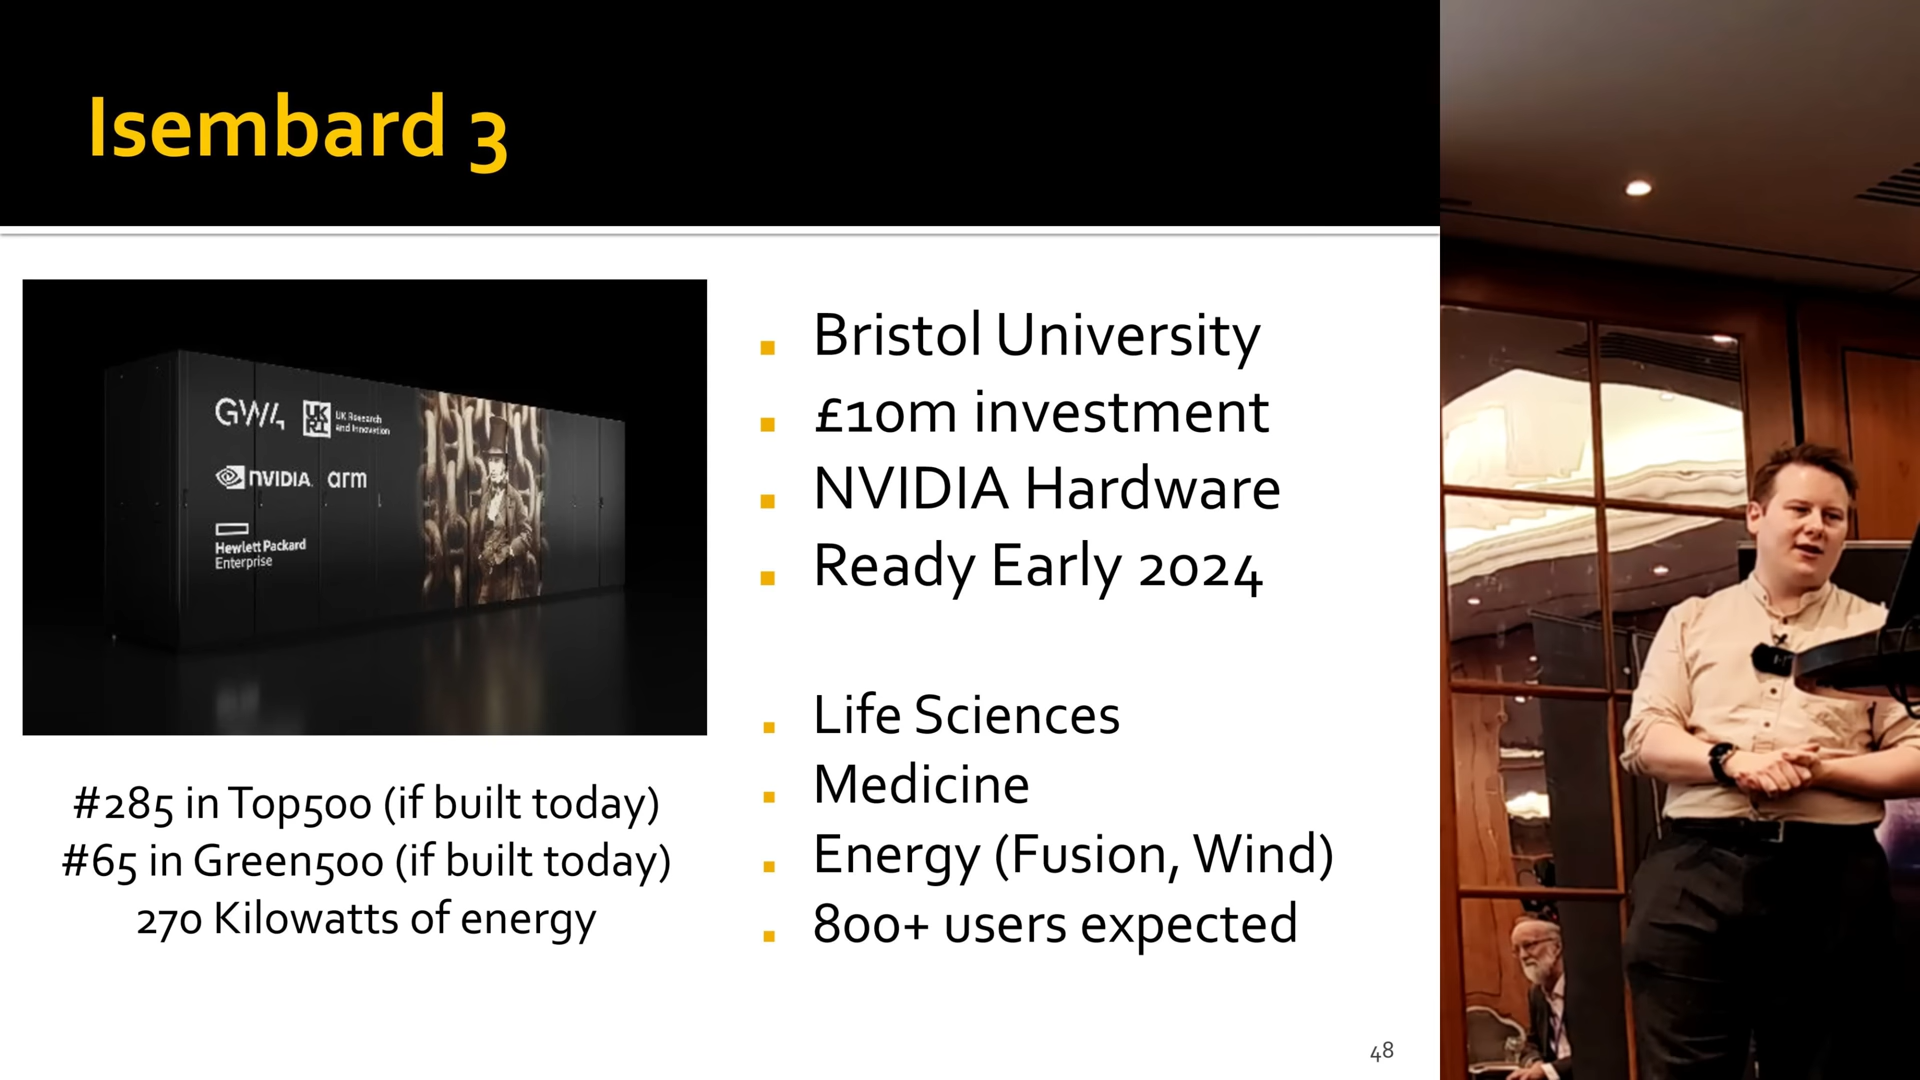 Isembard 3
GW4
UK RI
UK Research
and Innovation
NVIDIA. arm
Hewlett Packard
Enterprise
#285 in Top500 (if built today)
#65 in Green500 (if built today)
270 Kilowatts of energy
Bristol University
£10m investment
NVIDIA Hardware
Ready Early 2024
Life Sciences
Medicine
Energy (Fusion, Wind)
800+ users expected
48